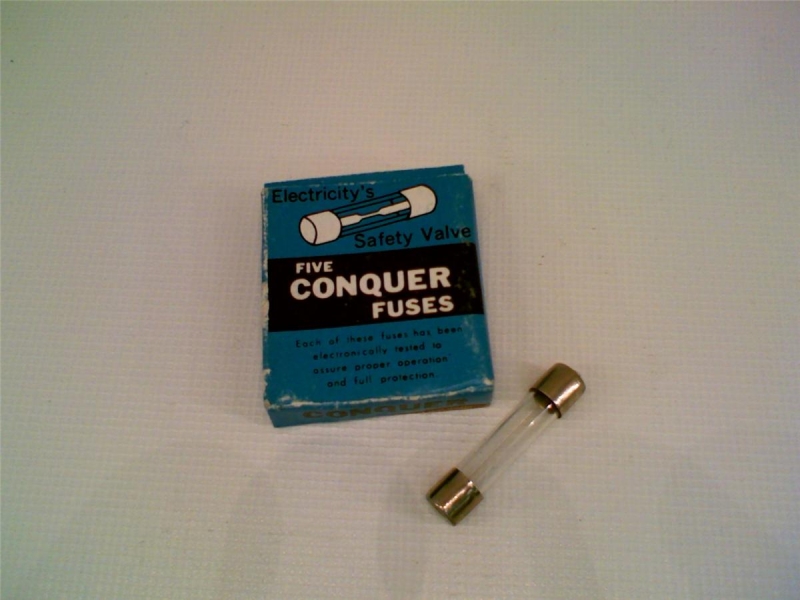 Electricity's
Safety Valve
FIVE
CONQUER
FUSES
Each of these fuses has been
electronically tested to
assure proper operation
and full protection.
CONQUER